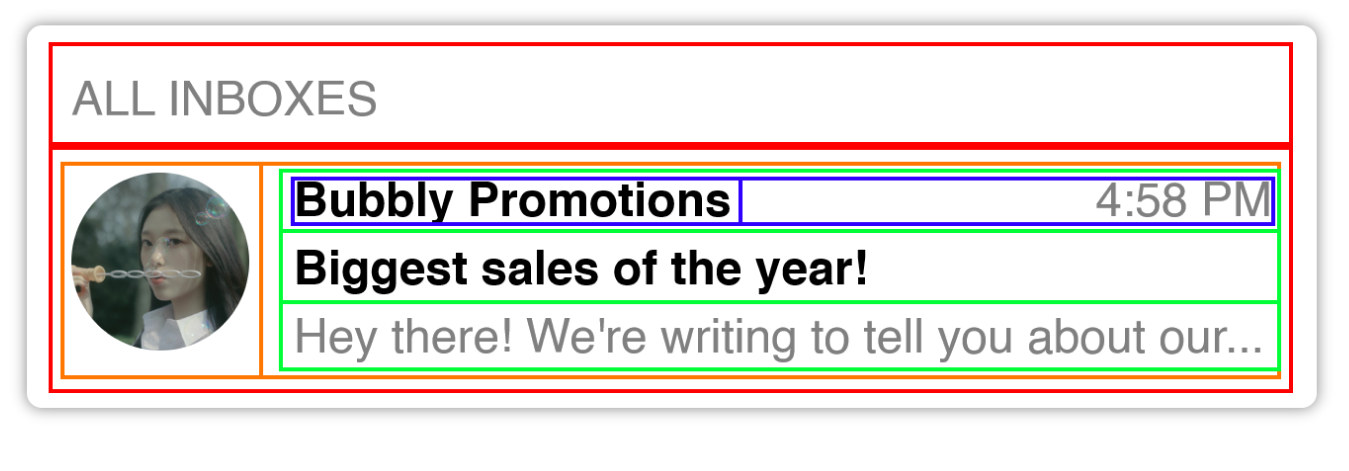 ALL INBOXES
Bubbly Promotions 4:58 PM
Biggest sales of the year!
Hey there! We're writing to tell you about our...